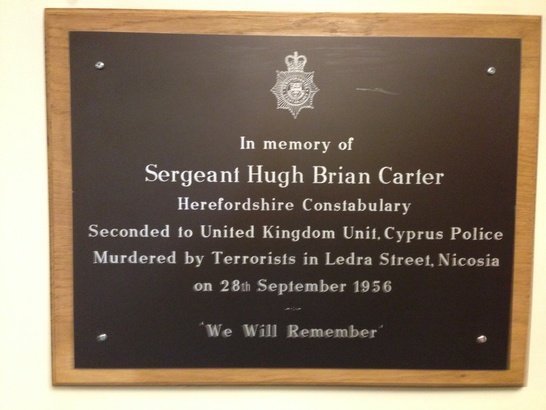 In memory of
Sergeant Hugh Brian Carter
Herefordshire Constabulary
Seconded to United Kingdom Unit, Cyprus Police
Murdered by Terrorists in Ledra Street, Nicosia
on 28th September 1956
"We Will Remember"